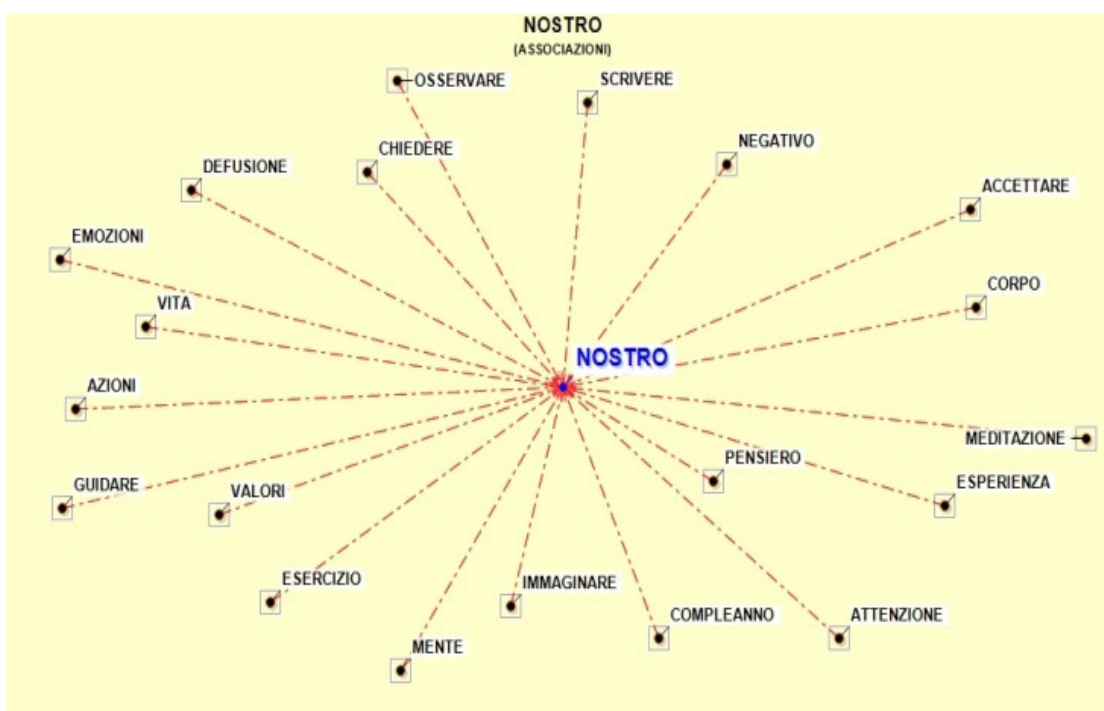 NOSTRO
(ASSOCIAZIONI)
OSSERVARE
SCRIVERE
NEGATIVO
CHIEDERE
DEFUSIONE
ACCETTARE
EMOZIONI
CORPO
VITA
NOSTRO
AZIONI
MEDITAZIONE
PENSIERO
ESPERIENZA
GUIDARE
VALORI
ESERCIZIO
IMMAGINARE
COMPLEANNO
ATTENZIONE
MENTE